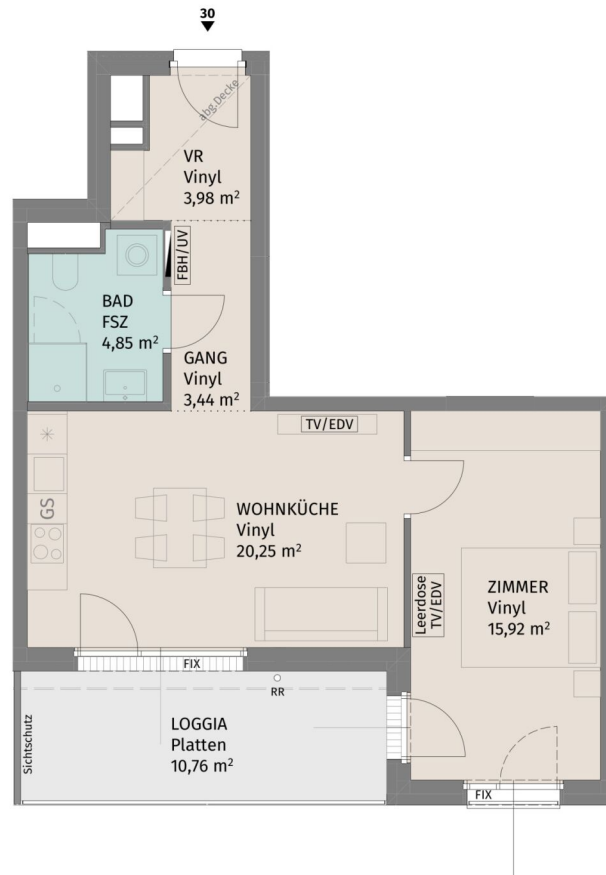 30
abg.Decke
VR
Vinyl
3,98 m²
FBH/UV
BAD
FSZ
4,85 m²
GANG
Vinyl
3,44 m²
TV/EDV
GS
WOHNKÜCHE
Vinyl
20,25 m²
Leerdose
TV/EDV
ZIMMER
Vinyl
15,92 m²
FIX
RR
Sichtschutz
LOGGIA
Platten
10,76 m²
FIX